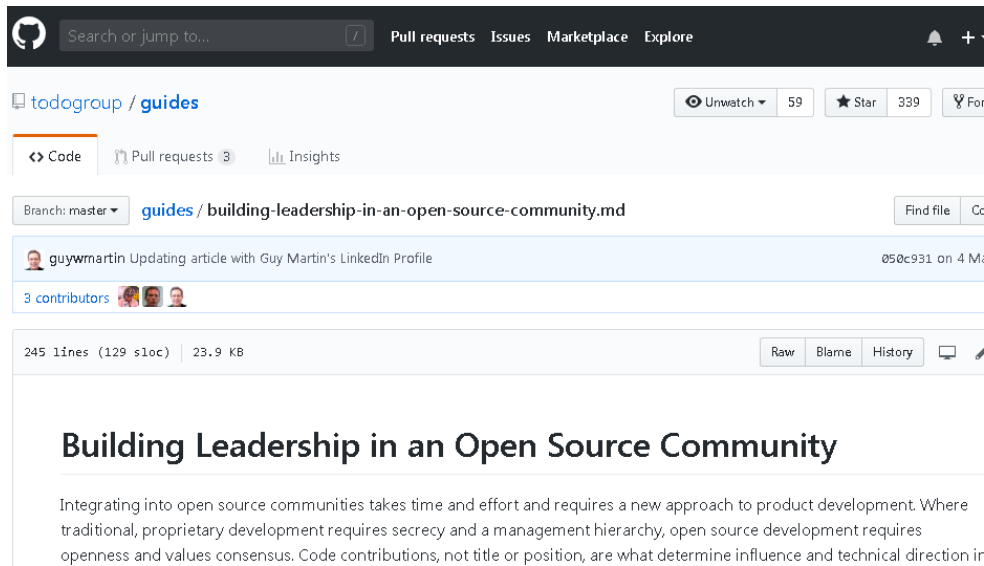 Search or jump to... / Pull requests Issues Marketplace Explore
todogroup / guides Unwatch 59 Star 339
Code Pull requests 3 Insights
Branch: master guides / building-leadership-in-an-open-source-community.md Find file
guywmartin Updating article with Guy Martin's LinkedIn Profile 050c931 on 4
3 contributors
245 lines (129 sloc) 23.9 KB Raw Blame History
Building Leadership in an Open Source Community
Integrating into open source communities takes time and effort and requires a new approach to product development. Where
traditional, proprietary development requires secrecy and a management hierarchy, open source development requires
openness and values consensus. Code contributions, not title or position, are what determine influence and technical direction in